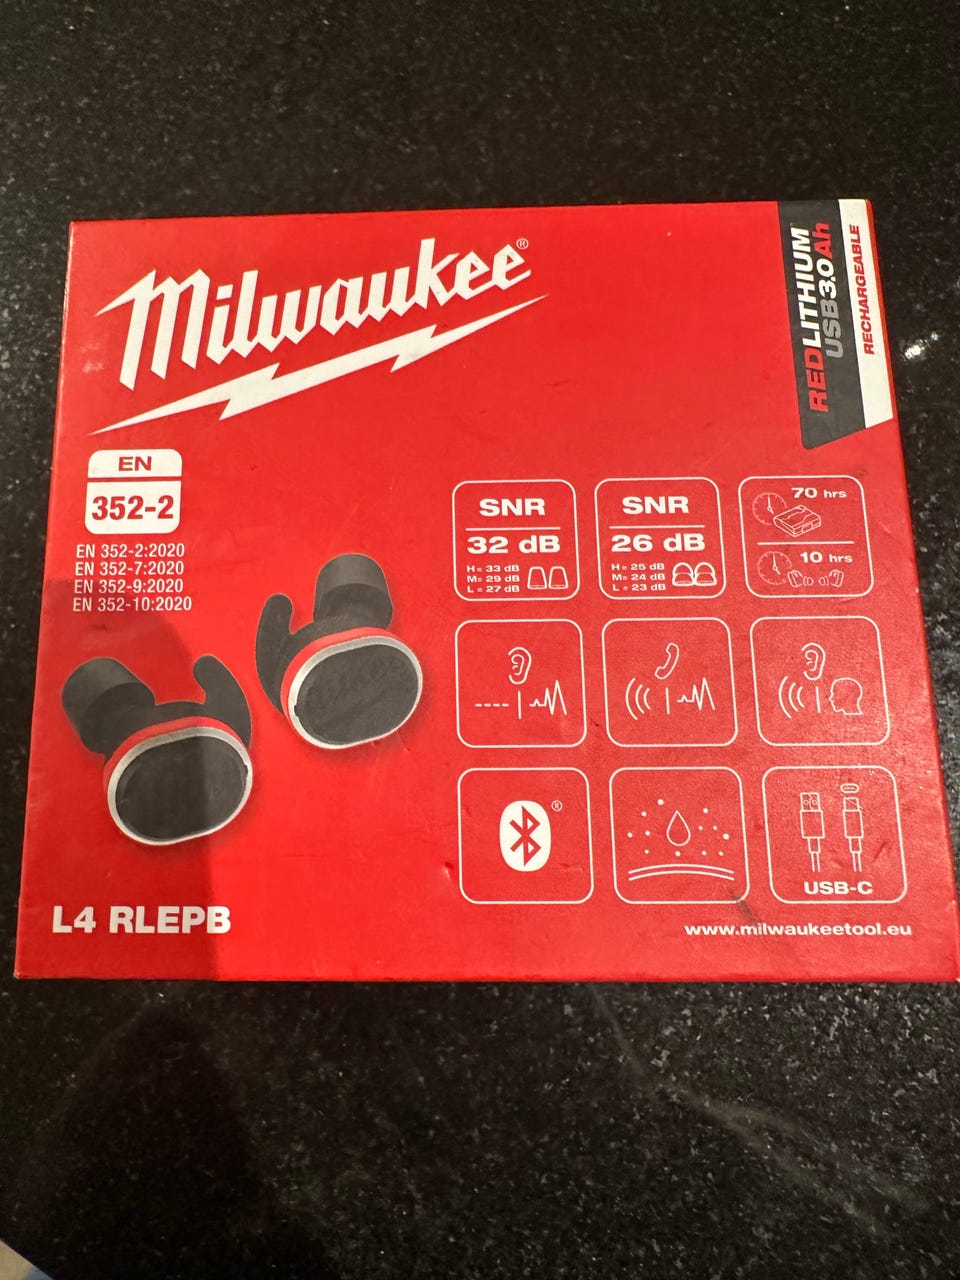 Milwaukee®
REDLITHIUM
USB3.0Ah
RECHARGEABLE
EN
352-2
EN 352-2:2020
EN 352-7:2020
EN 352-9:2020
EN 352-10:2020
SNR
32 dB
H = 33 dB
M = 29 dB
L = 27 dB
SNR
26 dB
H = 25 dB
M = 24 dB
L = 23 dB
70 hrs
10 hrs
®
USB-C
L4 RLEPB
www.milwaukeetool.eu